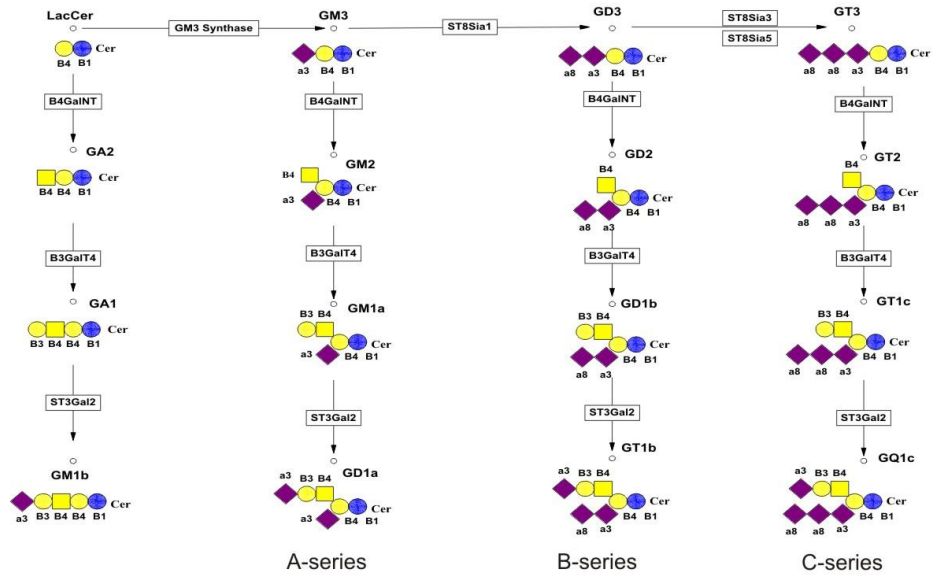 LacCer GM3 Synthase GM3 ST8Sia1 GD3 ST8Sia3 GT3
ST8Sia5
Cer Cer Cer Cer
B4 B1 a3 B4 B1 a8 a3 B4 B1 a8 a8 a3 B4 B1
B4GalNT B4GalNT B4GalNT B4GalNT
GA2 GM2 GD2 GT2
B4 B4 B4
Cer Cer Cer Cer
B4 B4 B1 a3 B4 B1 B4 B1 B4 B1
a8 a3 a8 a8 a3
B3GalT4 B3GalT4 B3GalT4 B3GalT4
GA1 GM1a GD1b GT1c
B3 B4 B3 B4 B3 B4
Cer Cer Cer Cer
B3 B4 B4 B1 a3 B4 B1 B4 B1 B4 B1
a8 a3 a8 a8 a3
ST3Gal2 ST3Gal2 ST3Gal2 ST3Gal2
GM1b GD1a GT1b GQ1c
a3 B3 B4 a3 B3 B4 a3 B3 B4
Cer Cer Cer Cer
a3 B3 B4 B4 B1 a3 B4 B1 B4 B1 B4 B1
a8 a3 a8 a8 a3
A-series B-series C-series